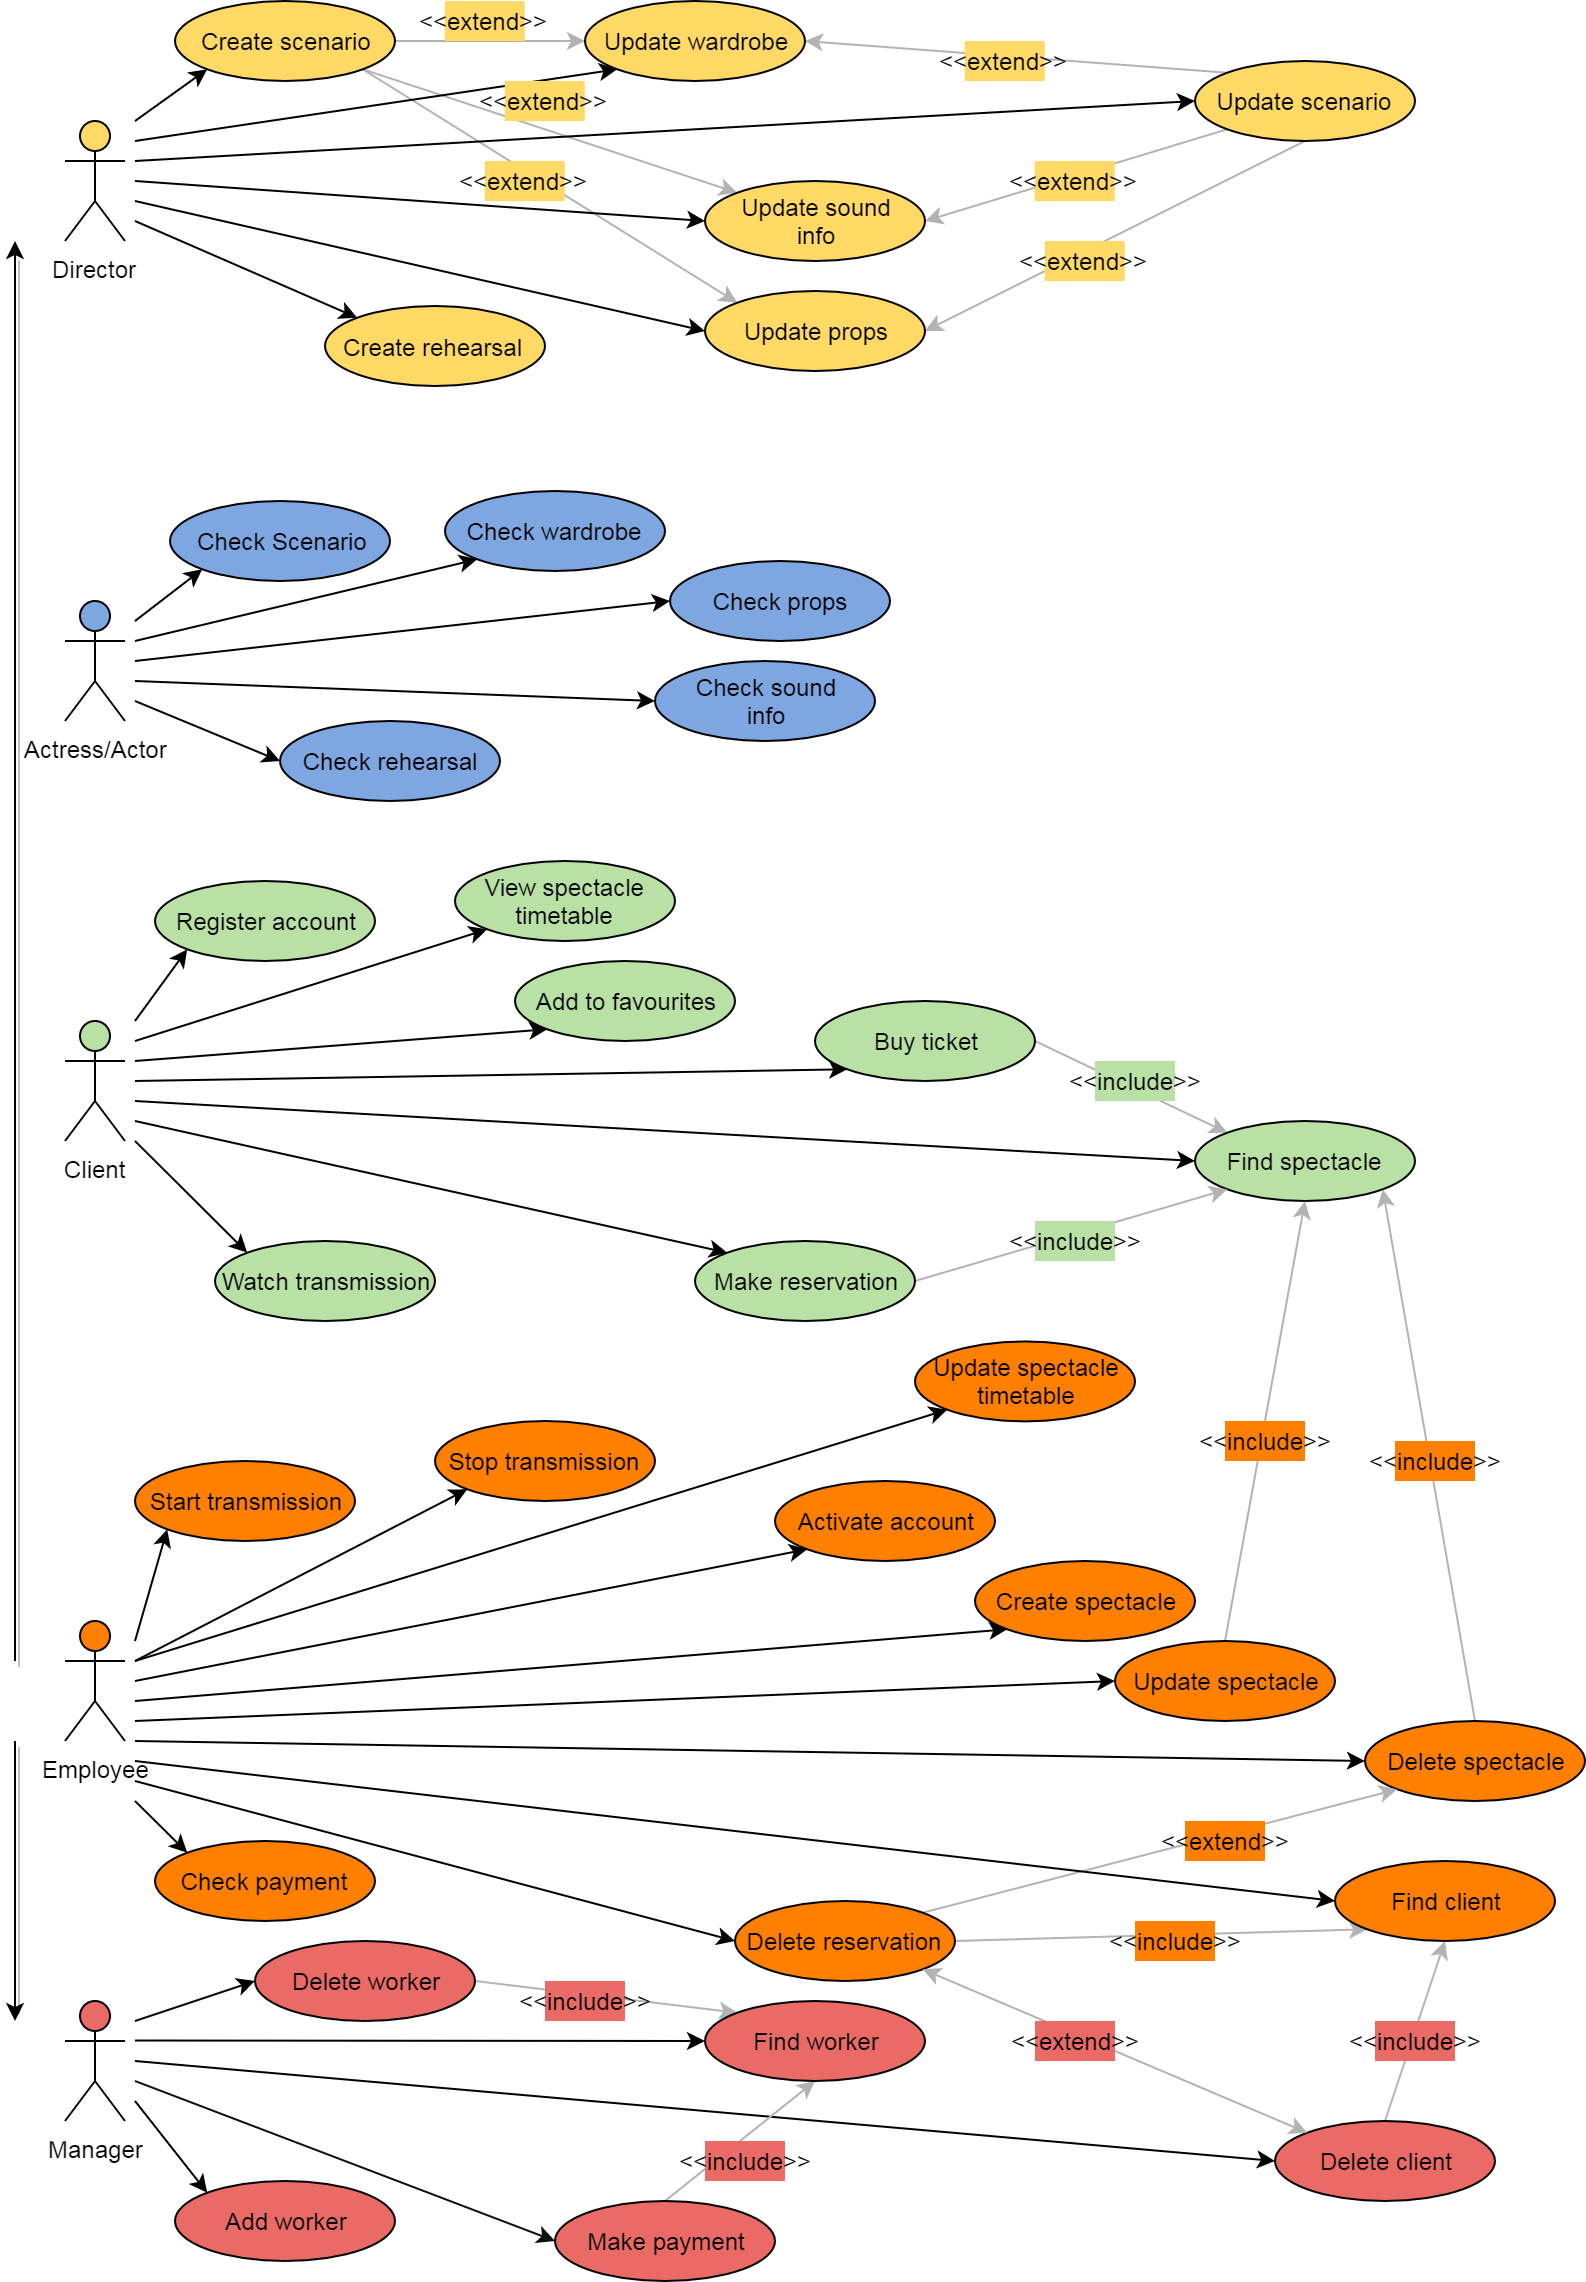 Create scenario
<<extend>>
Update wardrobe
<<extend>>
Update scenario
<<extend>>
<<extend>>
<<extend>>
Update sound
info
<<extend>>
Director
Update props
Create rehearsal
Check Scenario
Check wardrobe
Check props
Check sound
info
Actress/Actor
Check rehearsal
Register account
View spectacle
timetable
Add to favourites
Buy ticket
<<include>>
Client
Find spectacle
<<include>>
Watch transmission
Make reservation
Update spectacle
timetable
<<include>>
<<include>>
Stop transmission
Start transmission
Activate account
Create spectacle
Update spectacle
Employee
Delete spectacle
<<extend>>
Check payment
Find client
Delete reservation
<<include>>
Delete worker
<<include>>
Find worker
<<extend>>
<<include>>
Manager
<<include>>
Delete client
Add worker
Make payment